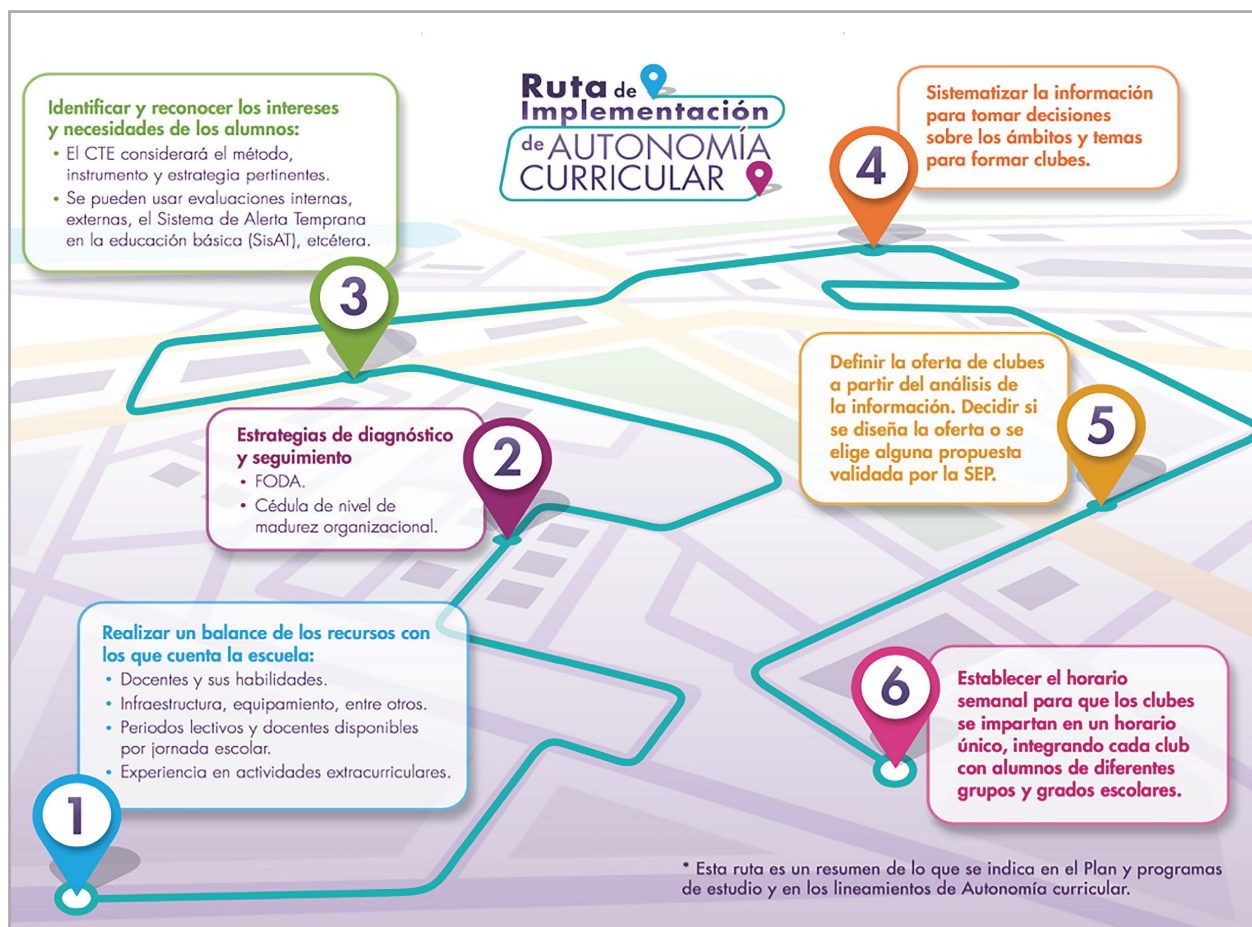 Ruta de
Implementación
de AUTONOMÍA
CURRICULAR
1
Realizar un balance de los recursos con
los que cuenta la escuela:
• Docentes y sus habilidades.
• Infraestructura, equipamiento, entre otros.
• Periodos lectivos y docentes disponibles
por jornada escolar.
• Experiencia en actividades extracurriculares.
2
Estrategias de diagnóstico
y seguimiento
• FODA.
• Cédula de nivel de
madurez organizacional.
3
Identificar y reconocer los intereses
y necesidades de los alumnos:
• El CTE considerará el método,
instrumento y estrategia pertinentes.
• Se pueden usar evaluaciones internas,
externas, el Sistema de Alerta Temprana
en la educación básica (SisAT), etcétera.
4
Sistematizar la información
para tomar decisiones
sobre los ámbitos y temas
para formar clubes.
5
Definir la oferta de clubes
a partir del análisis de
la información. Decidir si
se diseña la oferta o se
elige alguna propuesta
validada por la SEP.
6
Establecer el horario
semanal para que los clubes
se impartan en un horario
único, integrando cada club
con alumnos de diferentes
grupos y grados escolares.
* Esta ruta es un resumen de lo que se indica en el Plan y programas
de estudio y en los lineamientos de Autonomía curricular.